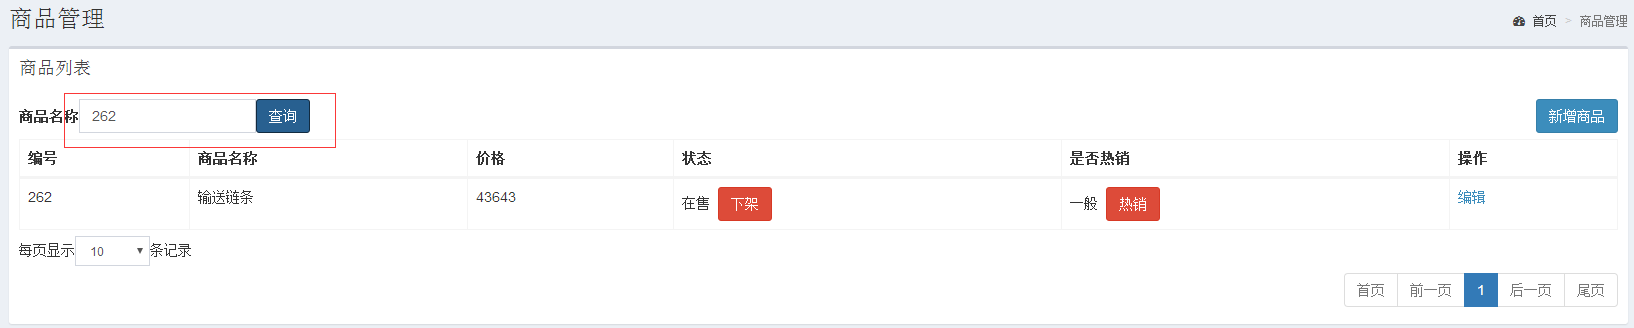 商品管理
首页 > 商品管理
商品列表
商品名称 262 查询 新增商品
编号 商品名称 价格 状态 是否热销 操作
262 输送链条 43643 在售 下架 一般 热销 编辑
每页显示 10 条记录
首页 前一页 1 后一页 尾页